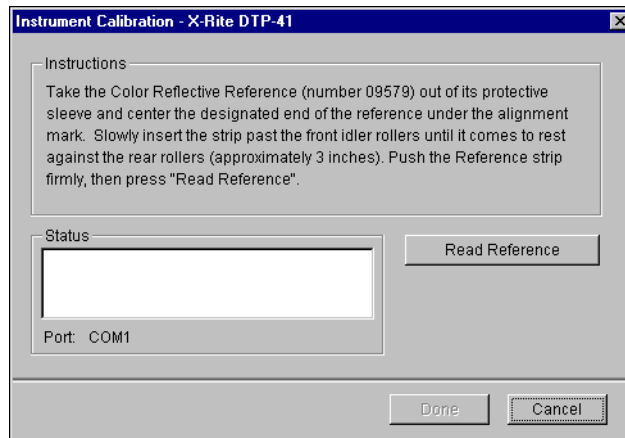 Instrument Calibration - X-Rite DTP-41
Instructions
Take the Color Reflective Reference (number 09579) out of its protective
sleeve and center the designated end of the reference under the alignment
mark.  Slowly insert the strip past the front idler rollers until it comes to rest
against the rear rollers (approximately 3 inches). Push the Reference strip
firmly, then press "Read Reference".
Status
Read Reference
Port:  COM1
Done
Cancel